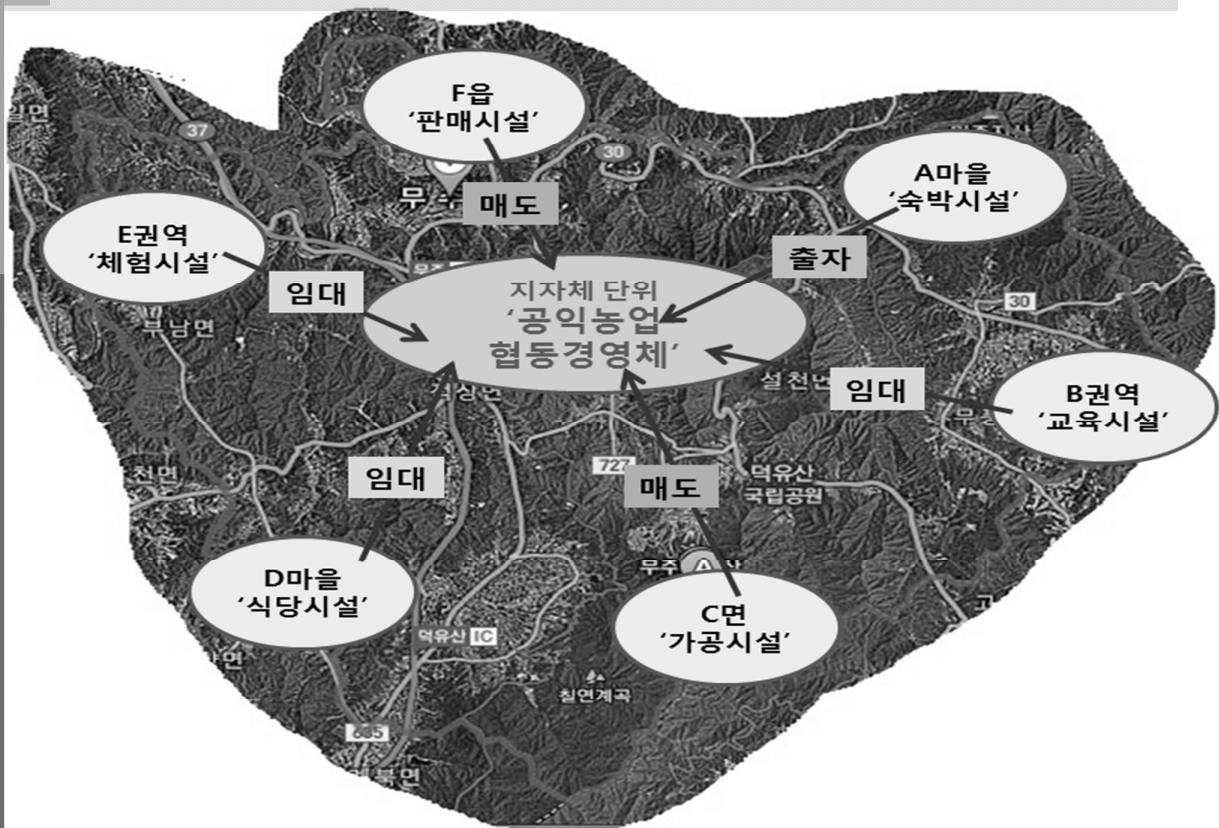 F읍
‘판매시설’
A마을
‘숙박시설’
E권역
‘체험시설’
매도
출자
임대
지자체 단위
‘공익농업
협동경영체’
임대
B권역
‘교육시설’
임대
매도
D마을
‘식당시설’
C면
‘가공시설’
37
30
30
부남면
설천면
727
덕유산
국립공원
천면
무주
덕유산 IC
칠연계곡
635